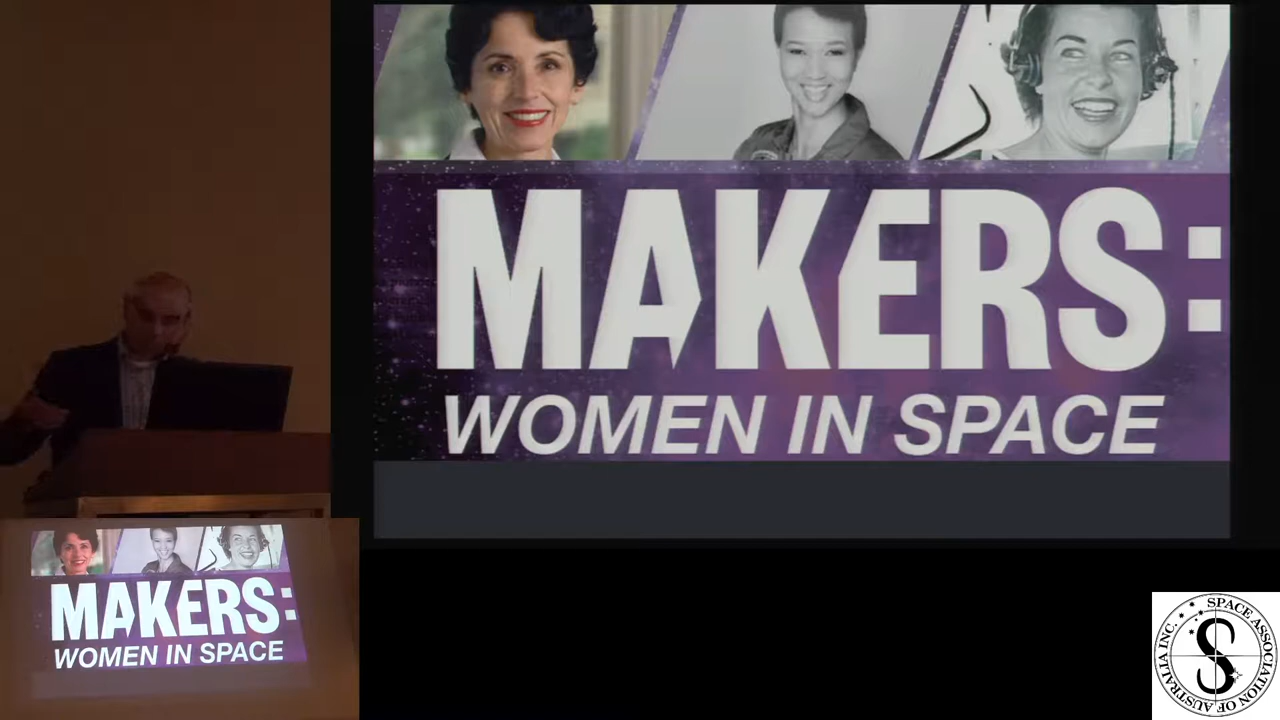 MAKERS:
WOMEN IN SPACE
MAKERS:
WOMEN IN SPACE
SPACE ASSOCIATION OF AUSTRALIA INC.
S